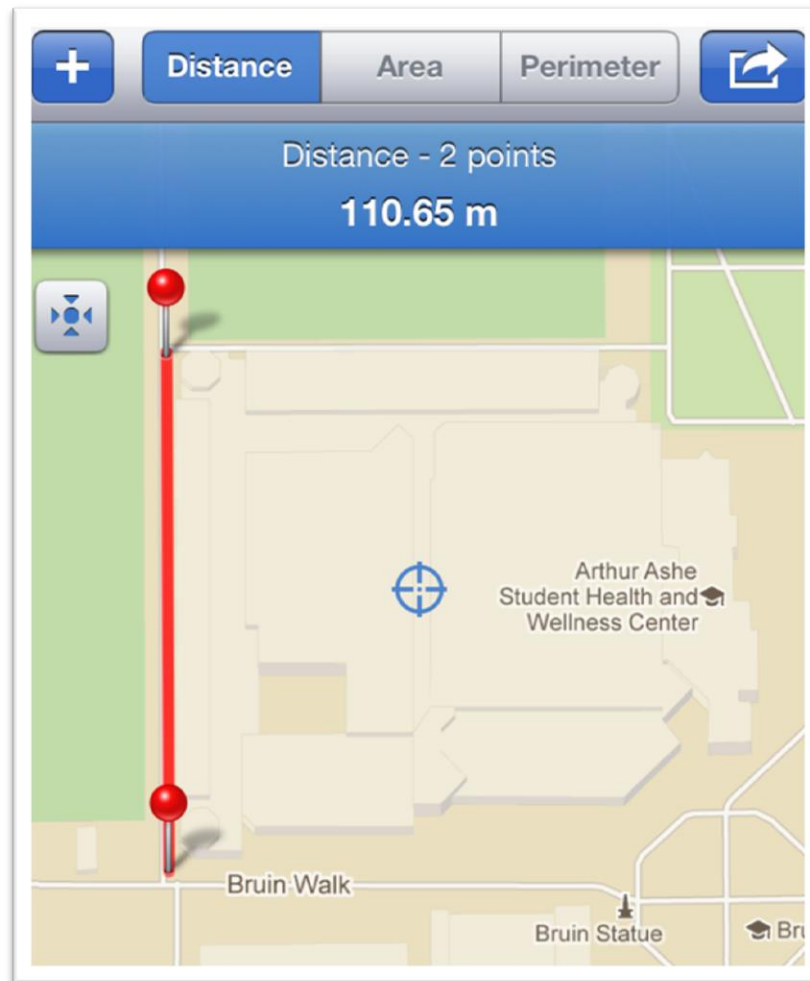 +
Distance Area Perimeter
Distance - 2 points
110.65 m
Arthur Ashe
Student Health and
Wellness Center
Bruin Walk
Bruin Statue
Bru